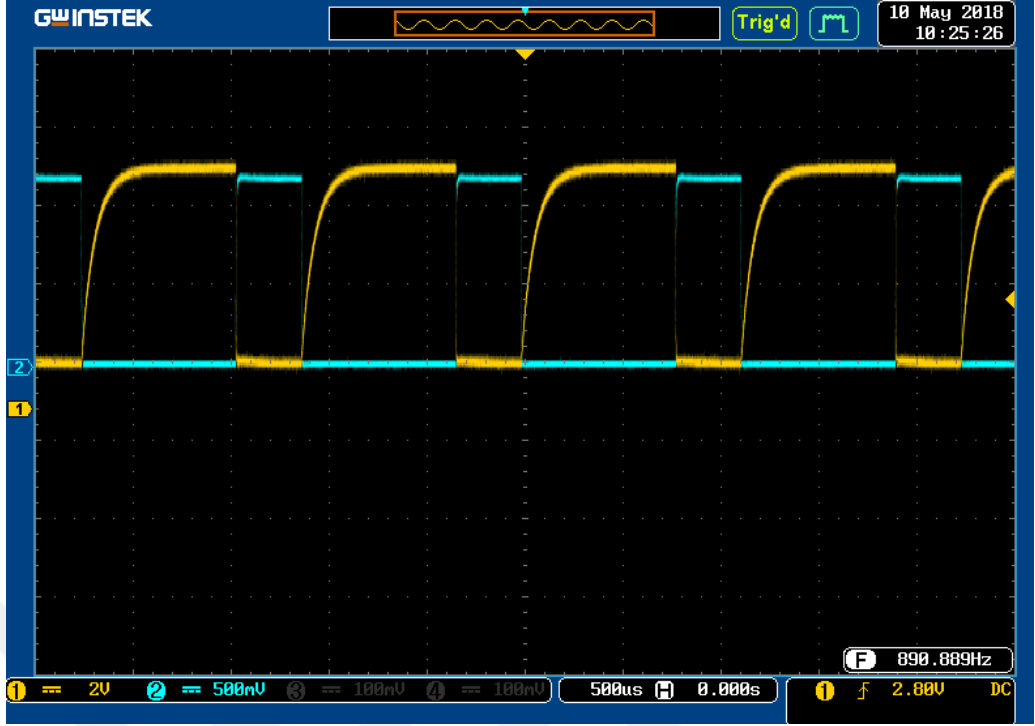 GWINSTEK
Trig'd
10 May 2018
10:25:26
2
1
F 890.889Hz
1 2V 2 500mV 3 100mV 4 100mV 500us H 0.000s 1 2.80V DC